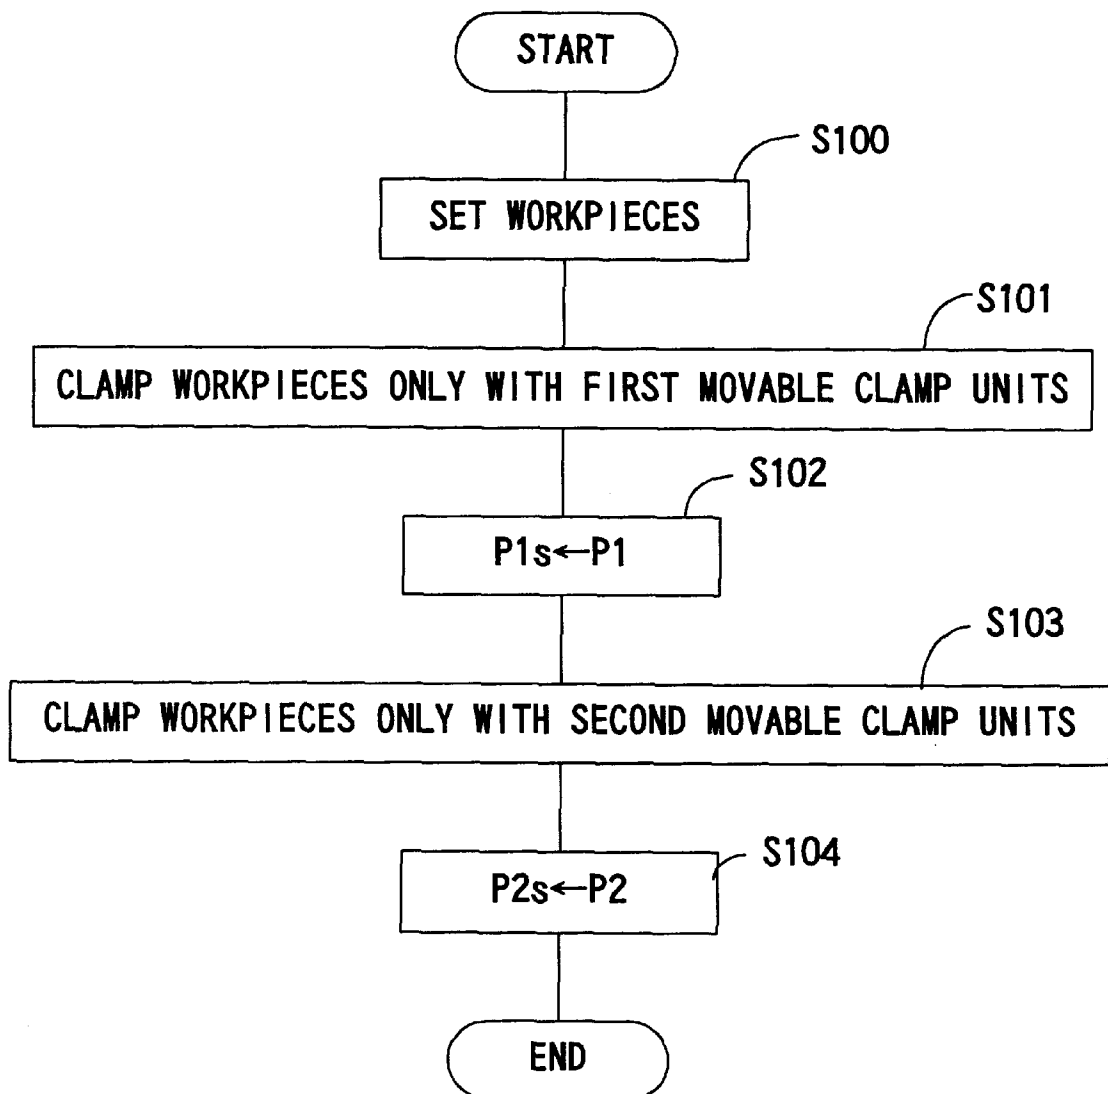 START
S100
SET WORKPIECES
S101
CLAMP WORKPIECES ONLY WITH FIRST MOVABLE CLAMP UNITS
S102
P1s←P1
S103
CLAMP WORKPIECES ONLY WITH SECOND MOVABLE CLAMP UNITS
S104
P2s←P2
END